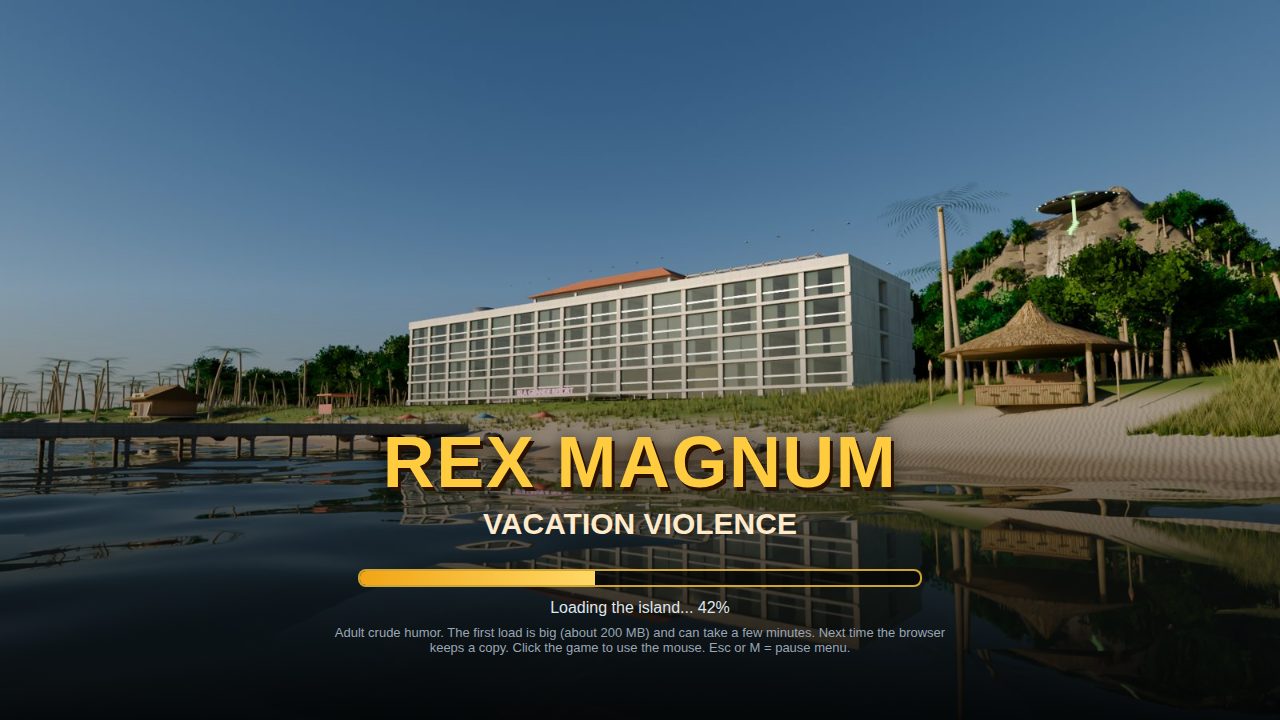 REX MAGNUM
VACATION VIOLENCE
Loading the island... 42%
Adult crude humor. The first load is big (about 200 MB) and can take a few minutes. Next time the browser
keeps a copy. Click the game to use the mouse. Esc or M = pause menu.